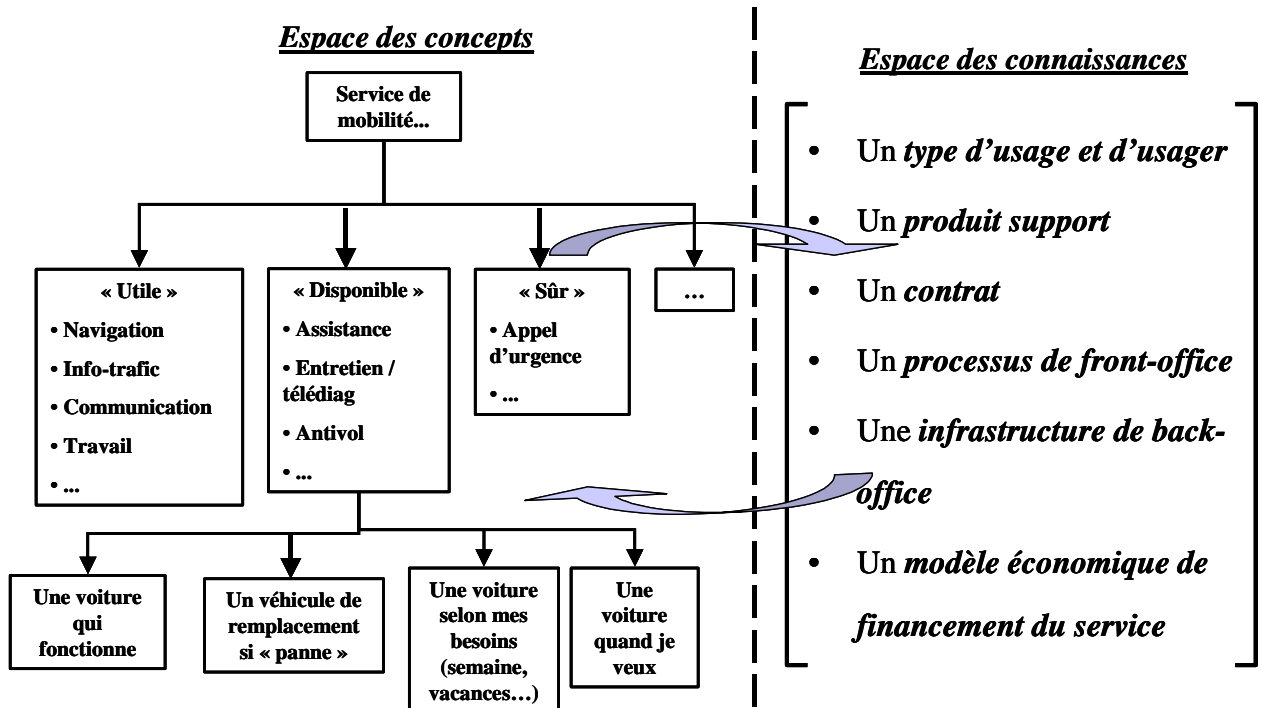 Espace des concepts
Service de
mobilité...
« Utile »
• Navigation
• Info-trafic
• Communication
• Travail
• ...
« Disponible »
• Assistance
• Entretien /
télédiag
• Antivol
• ...
« Sûr »
• Appel
d’urgence
• ...
...
Une voiture
qui
fonctionne
Un véhicule de
remplacement
si « panne »
Une voiture
selon mes
besoins
(semaine,
vacances…)
Une
voiture
quand je
veux
Espace des connaissances
• Un type d’usage et d’usager
• Un produit support
• Un contrat
• Un processus de front-office
• Une infrastructure de back-
office
• Un modèle économique de
financement du service